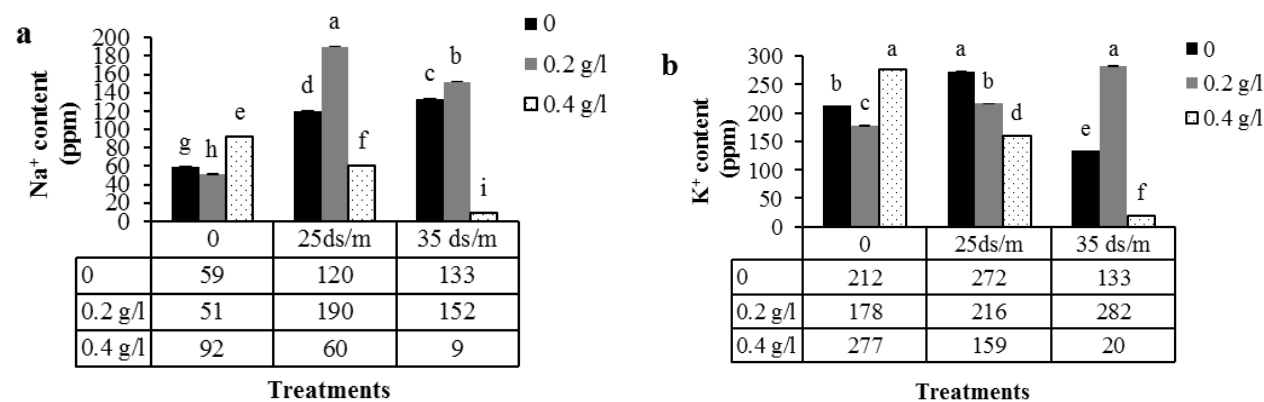 a
Na⁺ content
(ppm)
200
180
160
140
120
100
80
60
40
20
0
g h e
d a f
c b i
0
0.2 g/l
0.4 g/l
0 25ds/m 35 ds/m
0 59 120 133
0.2 g/l 51 190 152
0.4 g/l 92 60 9
Treatments
b
K⁺ content
(ppm)
300
250
200
150
100
50
0
b c a
a b d
e a f
0
0.2 g/l
0.4 g/l
0 25ds/m 35 ds/m
0 212 272 133
0.2 g/l 178 216 282
0.4 g/l 277 159 20
Treatments